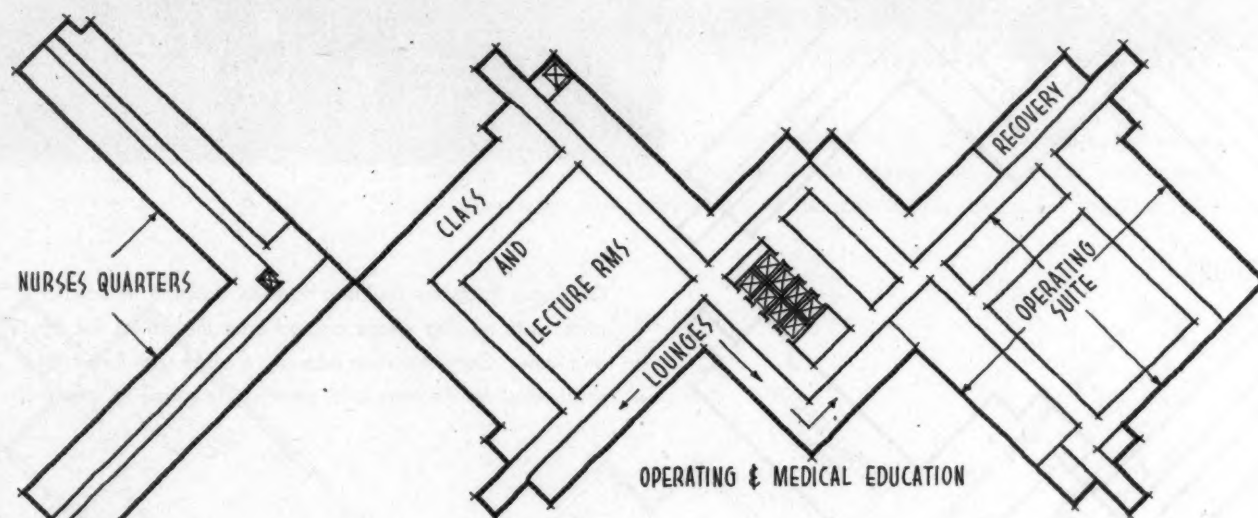 NURSES QUARTERS
CLASS
AND
LECTURE RMS
LOUNGES
RECOVERY
OPERATING
SUITE
OPERATING & MEDICAL EDUCATION